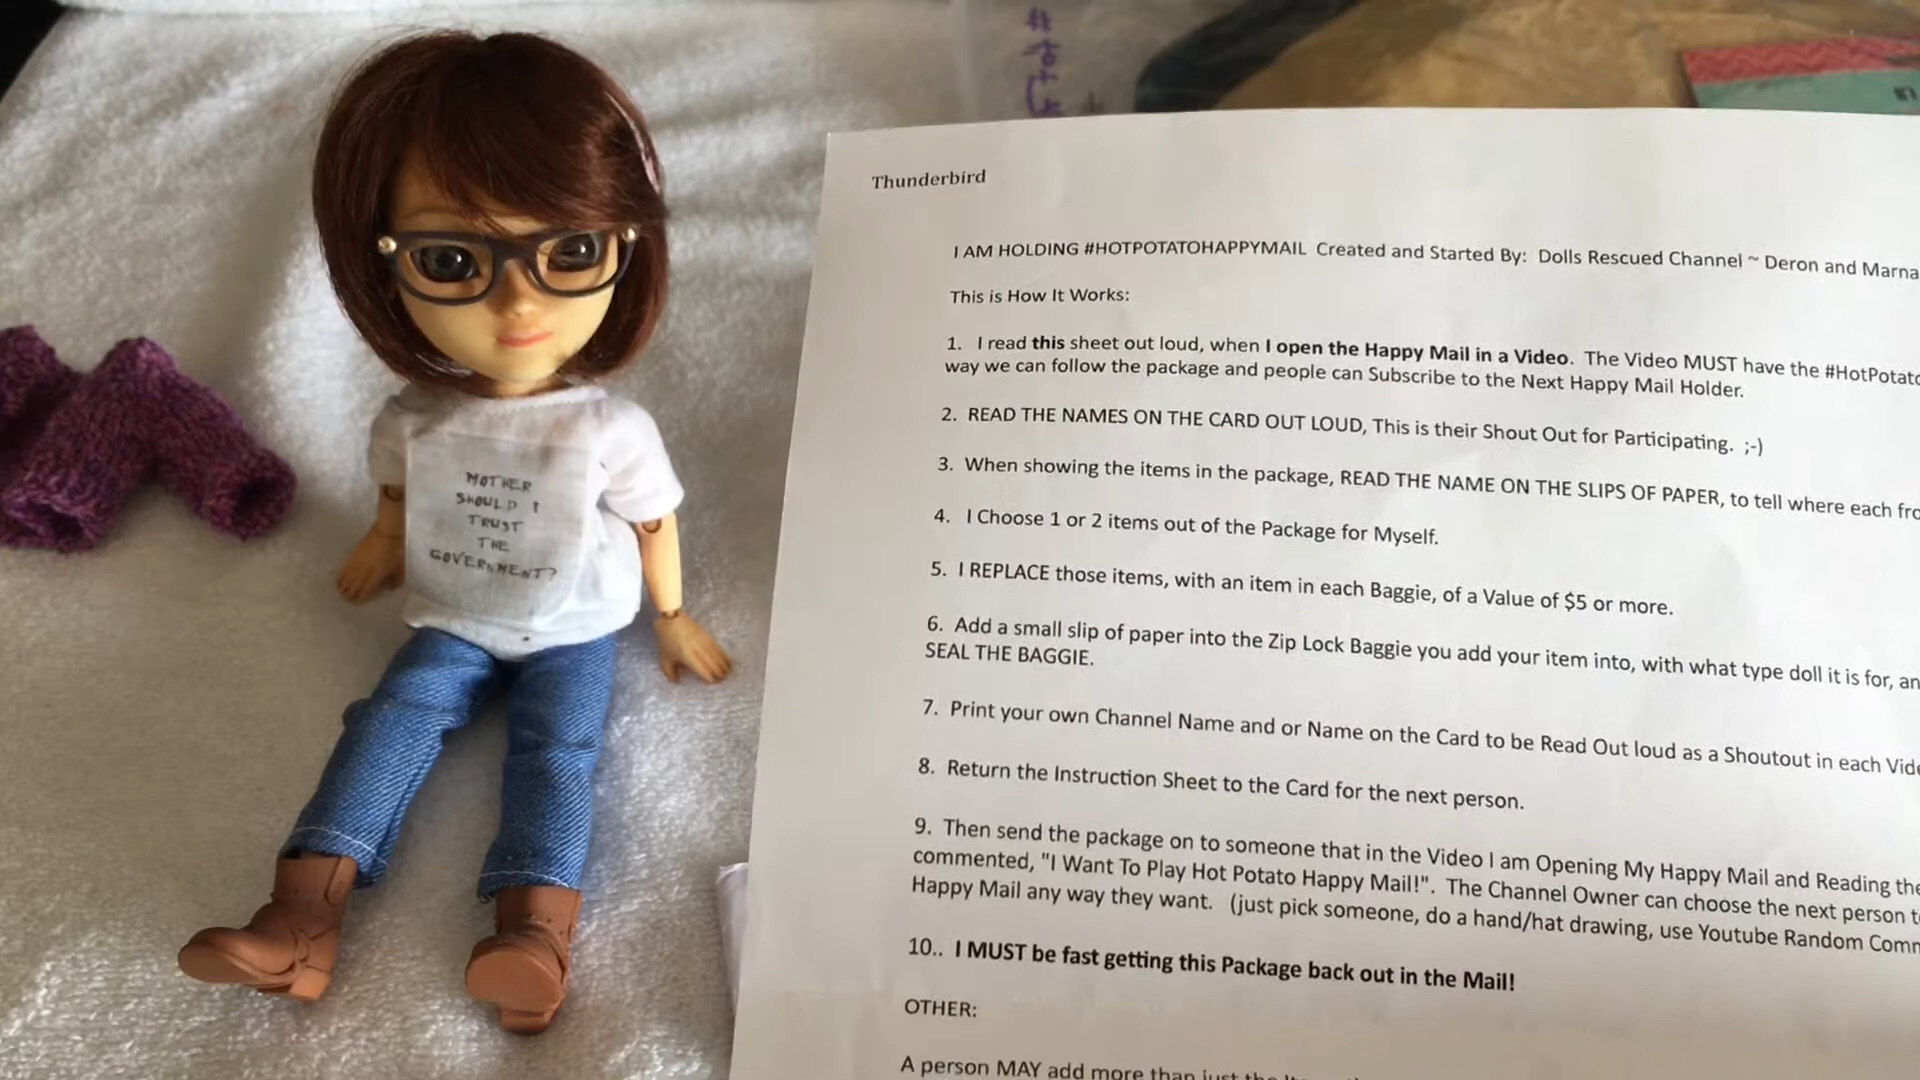 MOTHER
SHOULD I
TRUST
THE
GOVERNMENT?
Thunderbird
I AM HOLDING #HOTPOTATOHAPPYMAIL Created and Started By: Dolls Rescued Channel ~ Deron and Marna
This is How It Works:
1. I read this sheet out loud, when I open the Happy Mail in a Video. The Video MUST have the #HotPotato
way we can follow the package and people can Subscribe to the Next Happy Mail Holder.
2. READ THE NAMES ON THE CARD OUT LOUD, This is their Shout Out for Participating. ;-)
3. When showing the items in the package, READ THE NAME ON THE SLIPS OF PAPER, to tell where each
4. I Choose 1 or 2 items out of the Package for Myself.
5. I REPLACE those items, with an item in each Baggie, of a Value of $5 or more.
6. Add a small slip of paper into the Zip Lock Baggie you add your item into, with what type doll it is for,
SEAL THE BAGGIE.
7. Print your own Channel Name and or Name on the Card to be Read Out loud as a Shoutout in each
8. Return the Instruction Sheet to the Card for the next person.
9. Then send the package on to someone that in the Video I am Opening My Happy Mail and Reading the
commented, "I Want To Play Hot Potato Happy Mail!". The Channel Owner can choose the next person
Happy Mail any way they want. (just pick someone, do a hand/hat drawing, use Youtube Random
10.. I MUST be fast getting this Package back out in the Mail!
OTHER:
A person MAY add more than just the